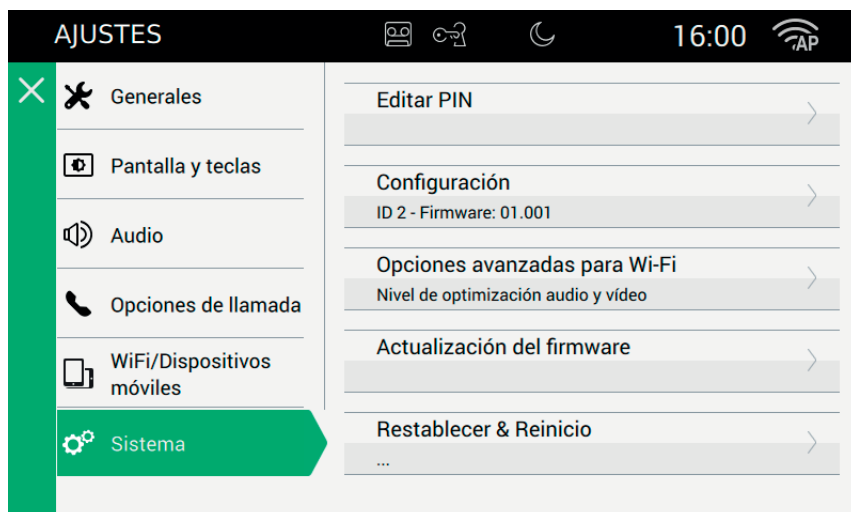 AJUSTES
16:00
AP
Generales
Pantalla y teclas
Audio
Opciones de llamada
WiFi/Dispositivos
móviles
Sistema
Editar PIN
Configuración
ID 2 - Firmware: 01.001
Opciones avanzadas para Wi-Fi
Nivel de optimización audio y vídeo
Actualización del firmware
Restablecer & Reinicio
...